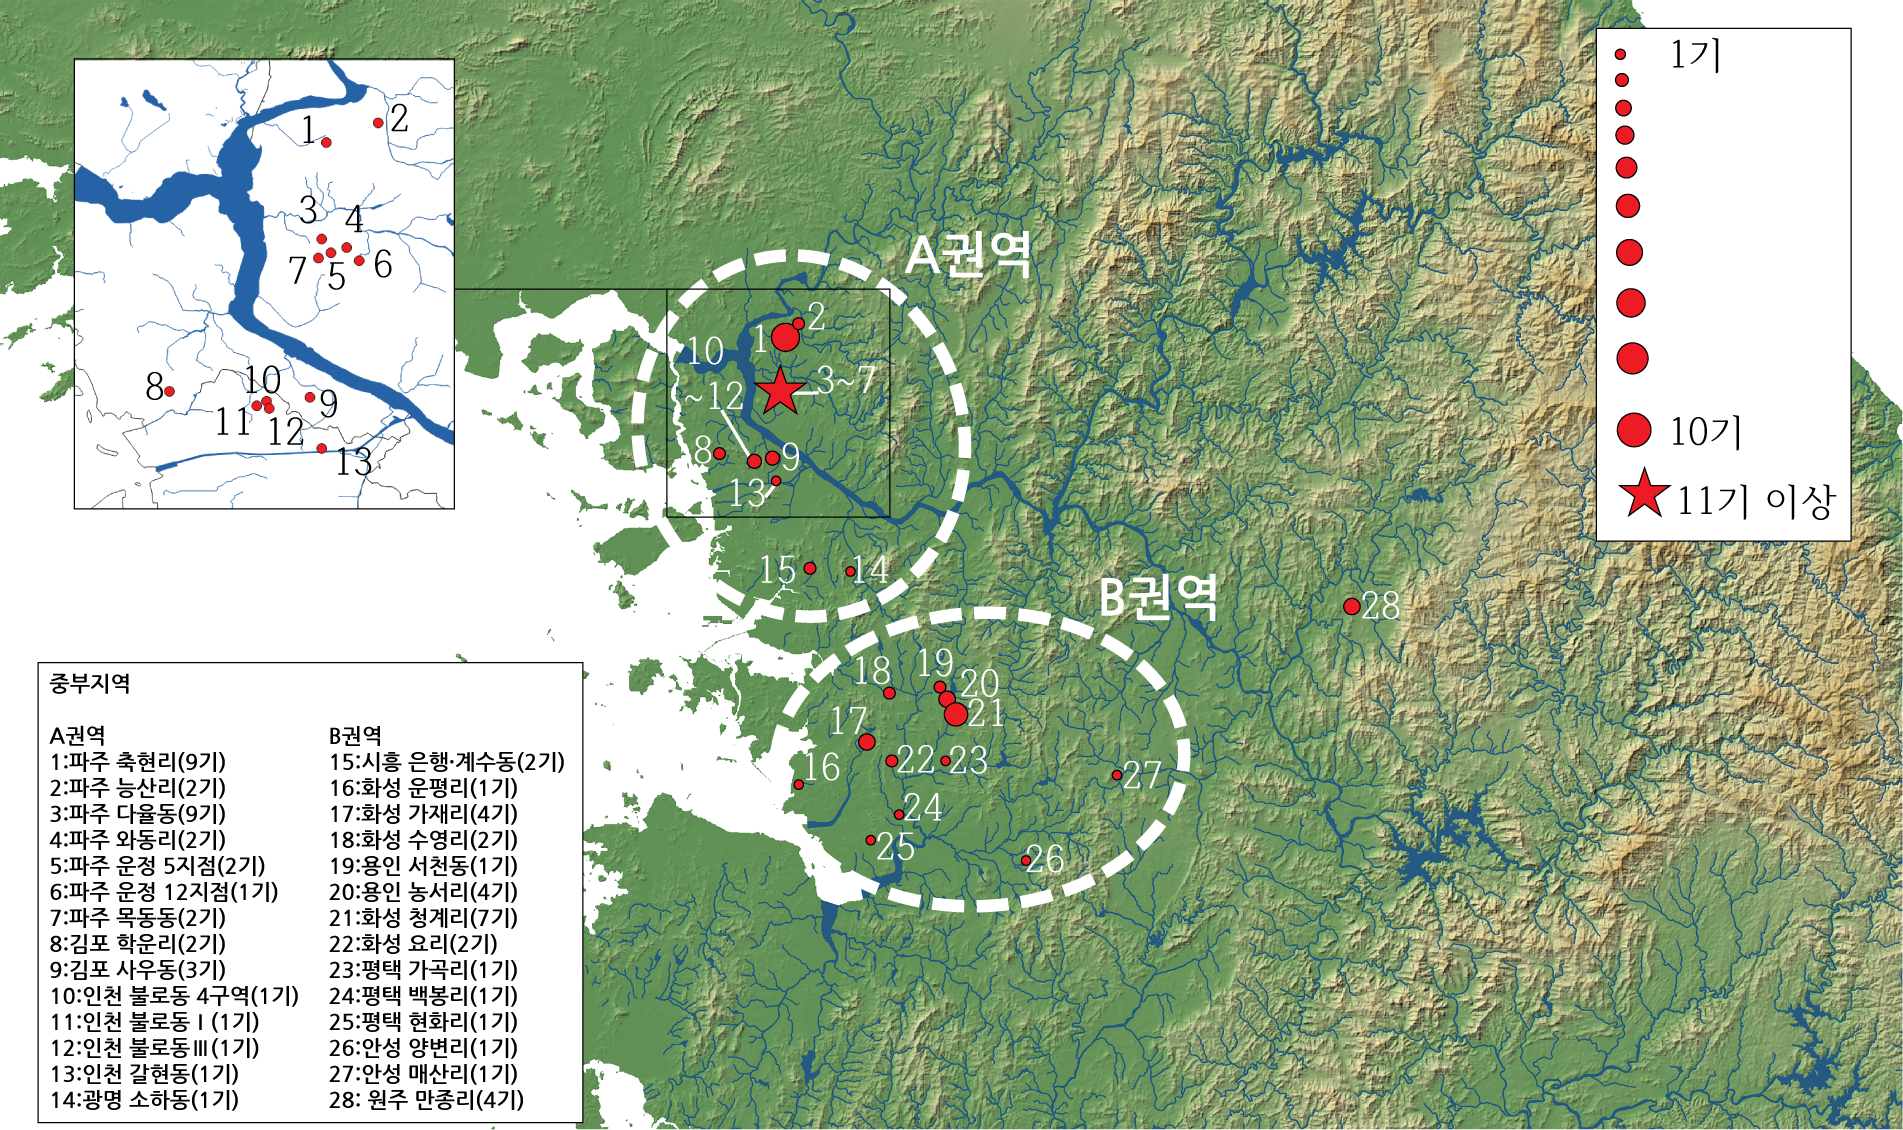 1
2
3
4
7
5
6
8
10
9
11
12
13
A권역
2
1
10
3~7
~12
8
9
13
15
14
B권역
28
18
19
20
21
17
22
23
16
27
24
25
26
1기
10기
11기 이상
중부지역
A권역
1:파주 축현리(9기)
2:파주 능산리(2기)
3:파주 다율동(9기)
4:파주 와동리(2기)
5:파주 운정 5지점(2기)
6:파주 운정 12지점(1기)
7:파주 목동동(2기)
8:김포 학운리(2기)
9:김포 사우동(3기)
10:인천 불로동 4구역(1기)
11:인천 불로동Ⅰ(1기)
12:인천 불로동Ⅲ(1기)
13:인천 갈현동(1기)
14:광명 소하동(1기)
B권역
15:시흥 은행·계수동(2기)
16:화성 운평리(1기)
17:화성 가재리(4기)
18:화성 수영리(2기)
19:용인 서천동(1기)
20:용인 농서리(4기)
21:화성 청계리(7기)
22:화성 요리(2기)
23:평택 가곡리(1기)
24:평택 백봉리(1기)
25:평택 현화리(1기)
26:안성 양변리(1기)
27:안성 매산리(1기)
28: 원주 만종리(4기)